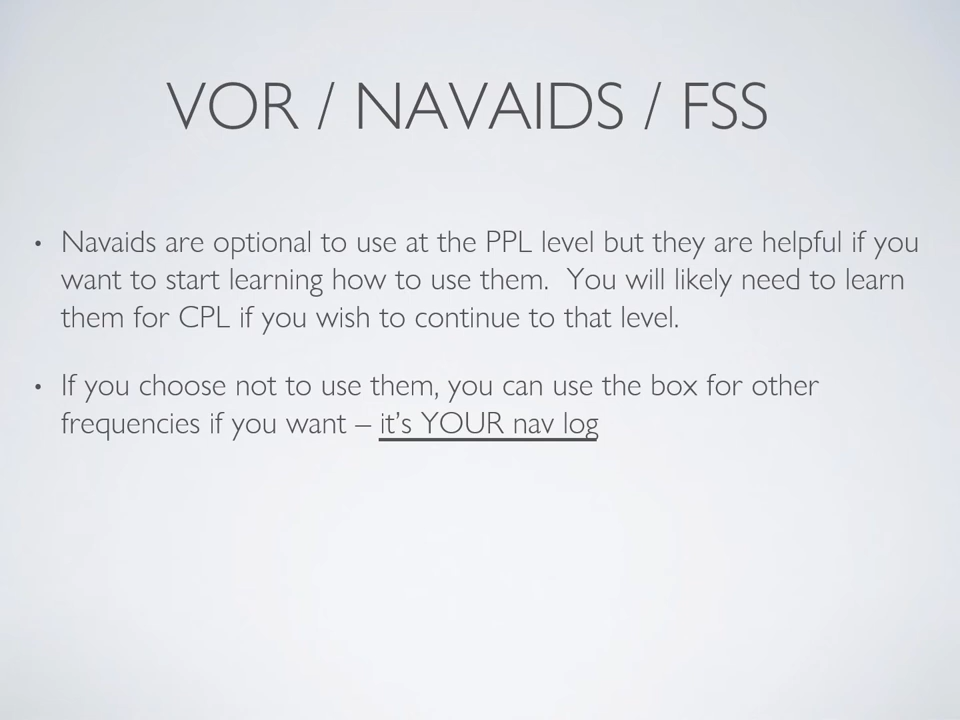 VOR / NAVAIDS / FSS
• Navaids are optional to use at the PPL level but they are helpful if you
want to start learning how to use them.  You will likely need to learn
them for CPL if you wish to continue to that level.
• If you choose not to use them, you can use the box for other
frequencies if you want – it’s YOUR nav log